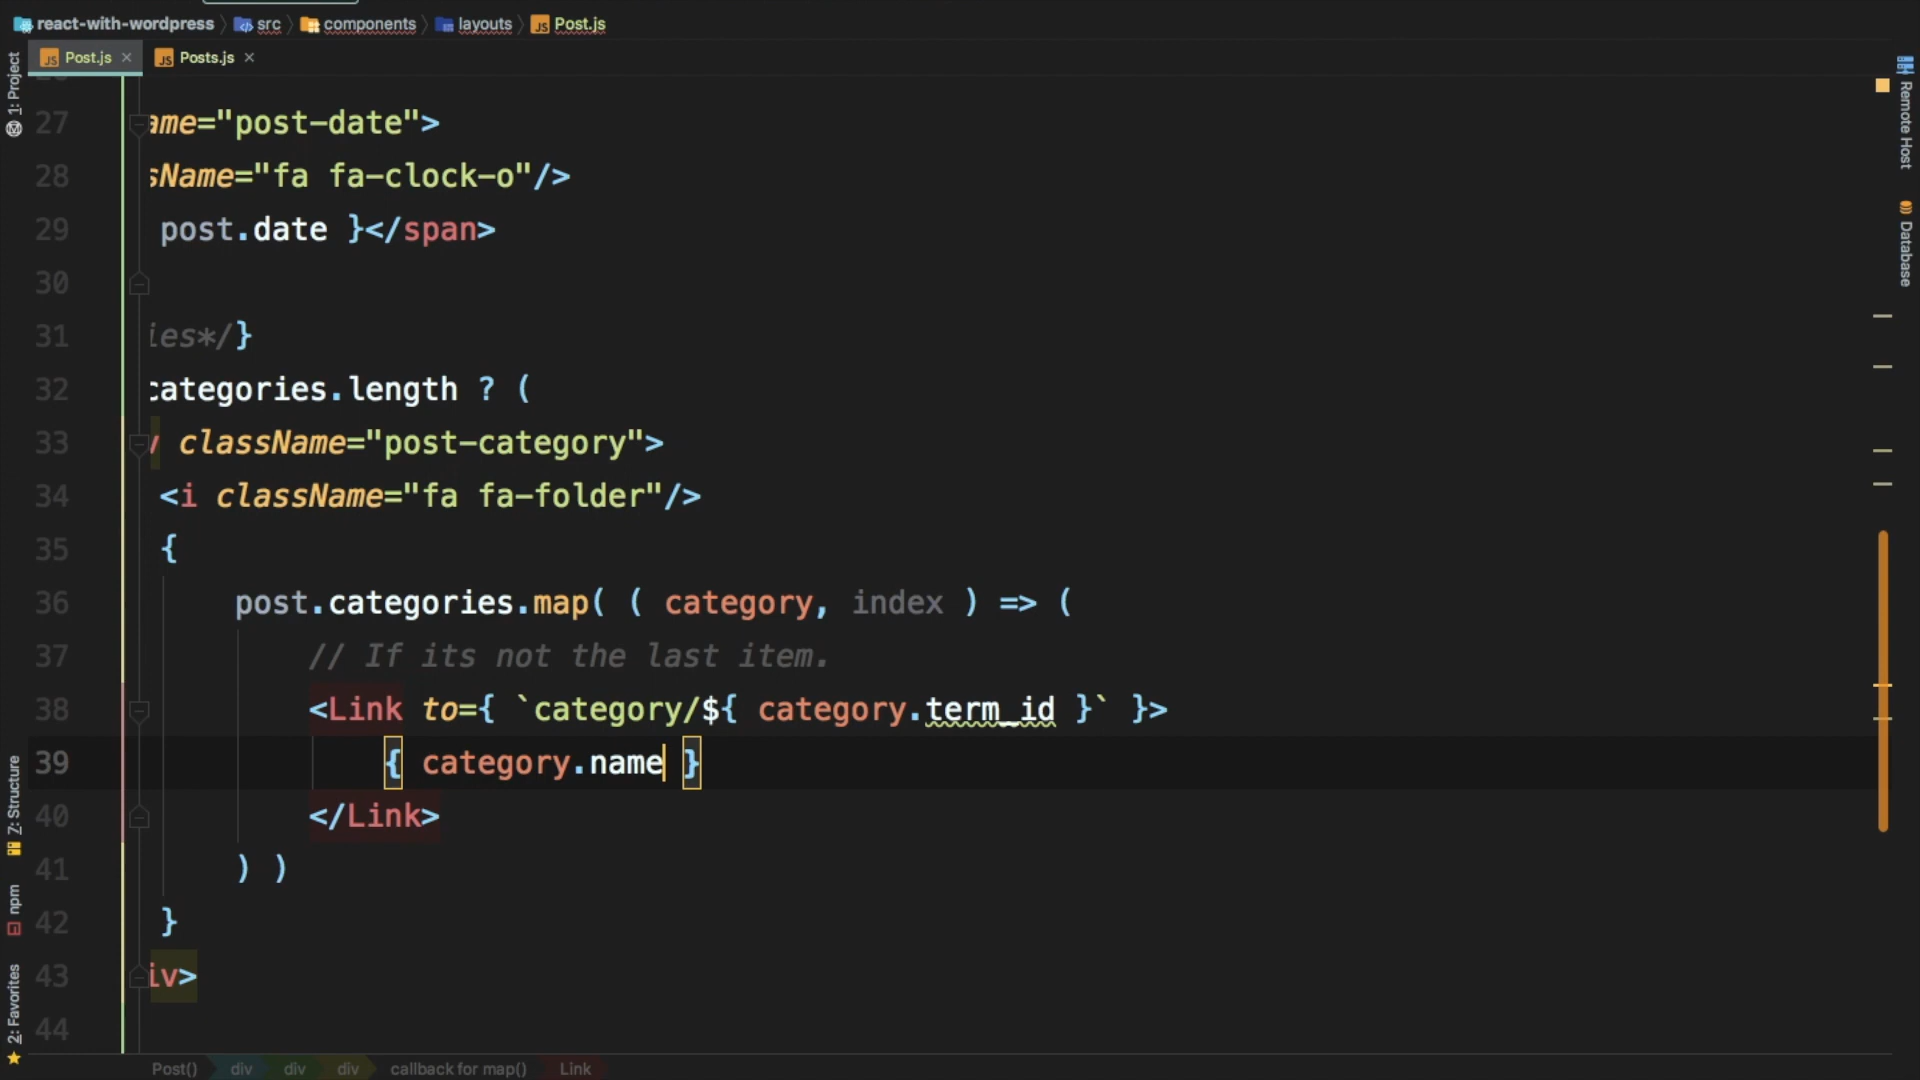 react-with-wordpress src components layouts Post.js
Post.js Posts.js
1: Project
Remote Host
Database
27 ame="post-date">
28 sName="fa fa-clock-o"/>
29 post.date }</span>
30
31 ies*/}
32 categories.length ? (
33 className="post-category">
34 <i className="fa fa-folder"/>
35 {
36 post.categories.map( ( category, index ) => (
37 // If its not the last item.
38 <Link to={ `category/${ category.term_id }` }>
39 { category.name }
40 </Link>
41 ) )
42 }
43 iv>
44
Z: Structure
npm
2: Favorites
Post() div div div callback for map() Link